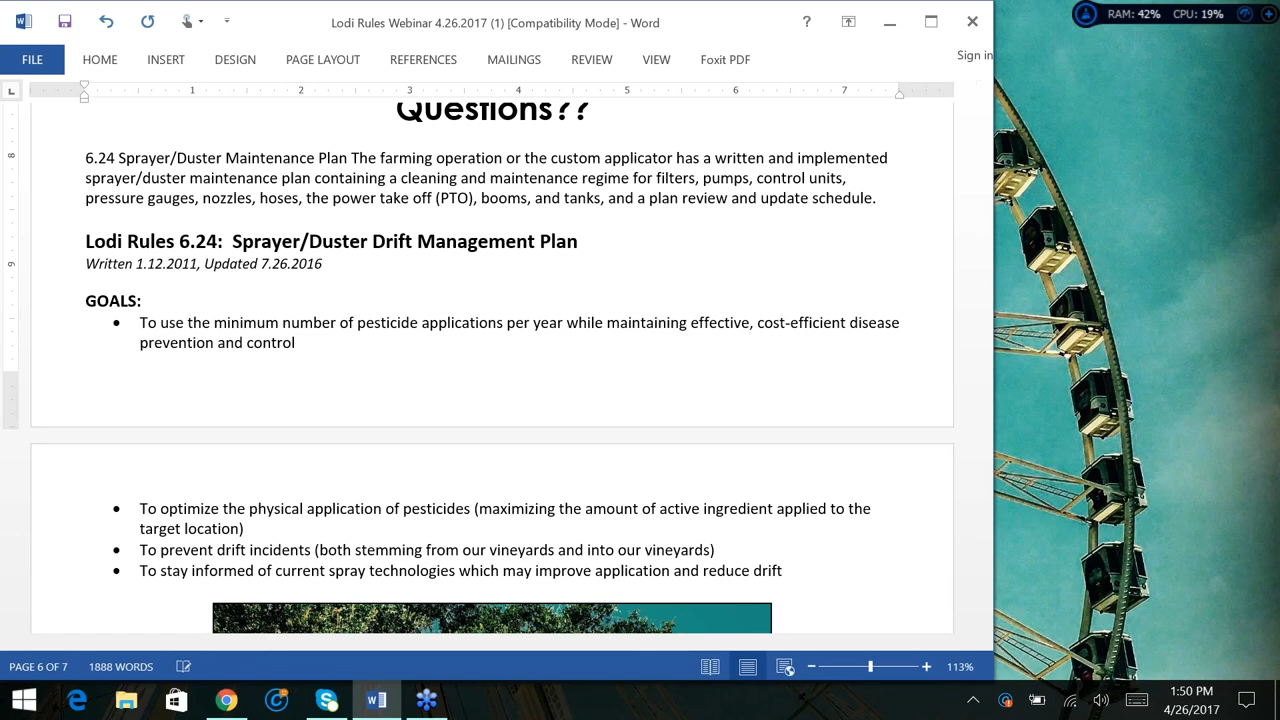 Lodi Rules Webinar 4.26.2017 (1) [Compatibility Mode] - Word
RAM: 42% CPU: 19%
FILE HOME INSERT DESIGN PAGE LAYOUT REFERENCES MAILINGS REVIEW VIEW Foxit PDF Sign in
1 2 3 4 5 6 7
Questions??
8
6.24 Sprayer/Duster Maintenance Plan The farming operation or the custom applicator has a written and implemented
sprayer/duster maintenance plan containing a cleaning and maintenance regime for filters, pumps, control units,
pressure gauges, nozzles, hoses, the power take off (PTO), booms, and tanks, and a plan review and update schedule.
Lodi Rules 6.24: Sprayer/Duster Drift Management Plan
9
Written 1.12.2011, Updated 7.26.2016
GOALS:
• To use the minimum number of pesticide applications per year while maintaining effective, cost-efficient disease
prevention and control
• To optimize the physical application of pesticides (maximizing the amount of active ingredient applied to the
target location)
• To prevent drift incidents (both stemming from our vineyards and into our vineyards)
• To stay informed of current spray technologies which may improve application and reduce drift
PAGE 6 OF 7 1888 WORDS 113%
1:50 PM
4/26/2017